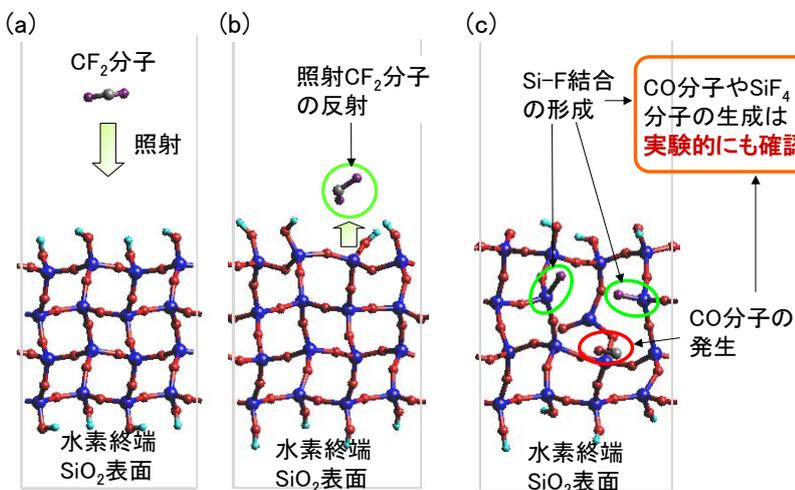 (a)
CF₂分子
照射
水素終端
SiO₂表面
(b)
照射CF₂分子
の反射
水素終端
SiO₂表面
(c)
Si-F結合
の形成
CO分子やSiF₄
分子の生成は
実験的にも確認
CO分子の
発生
水素終端
SiO₂表面